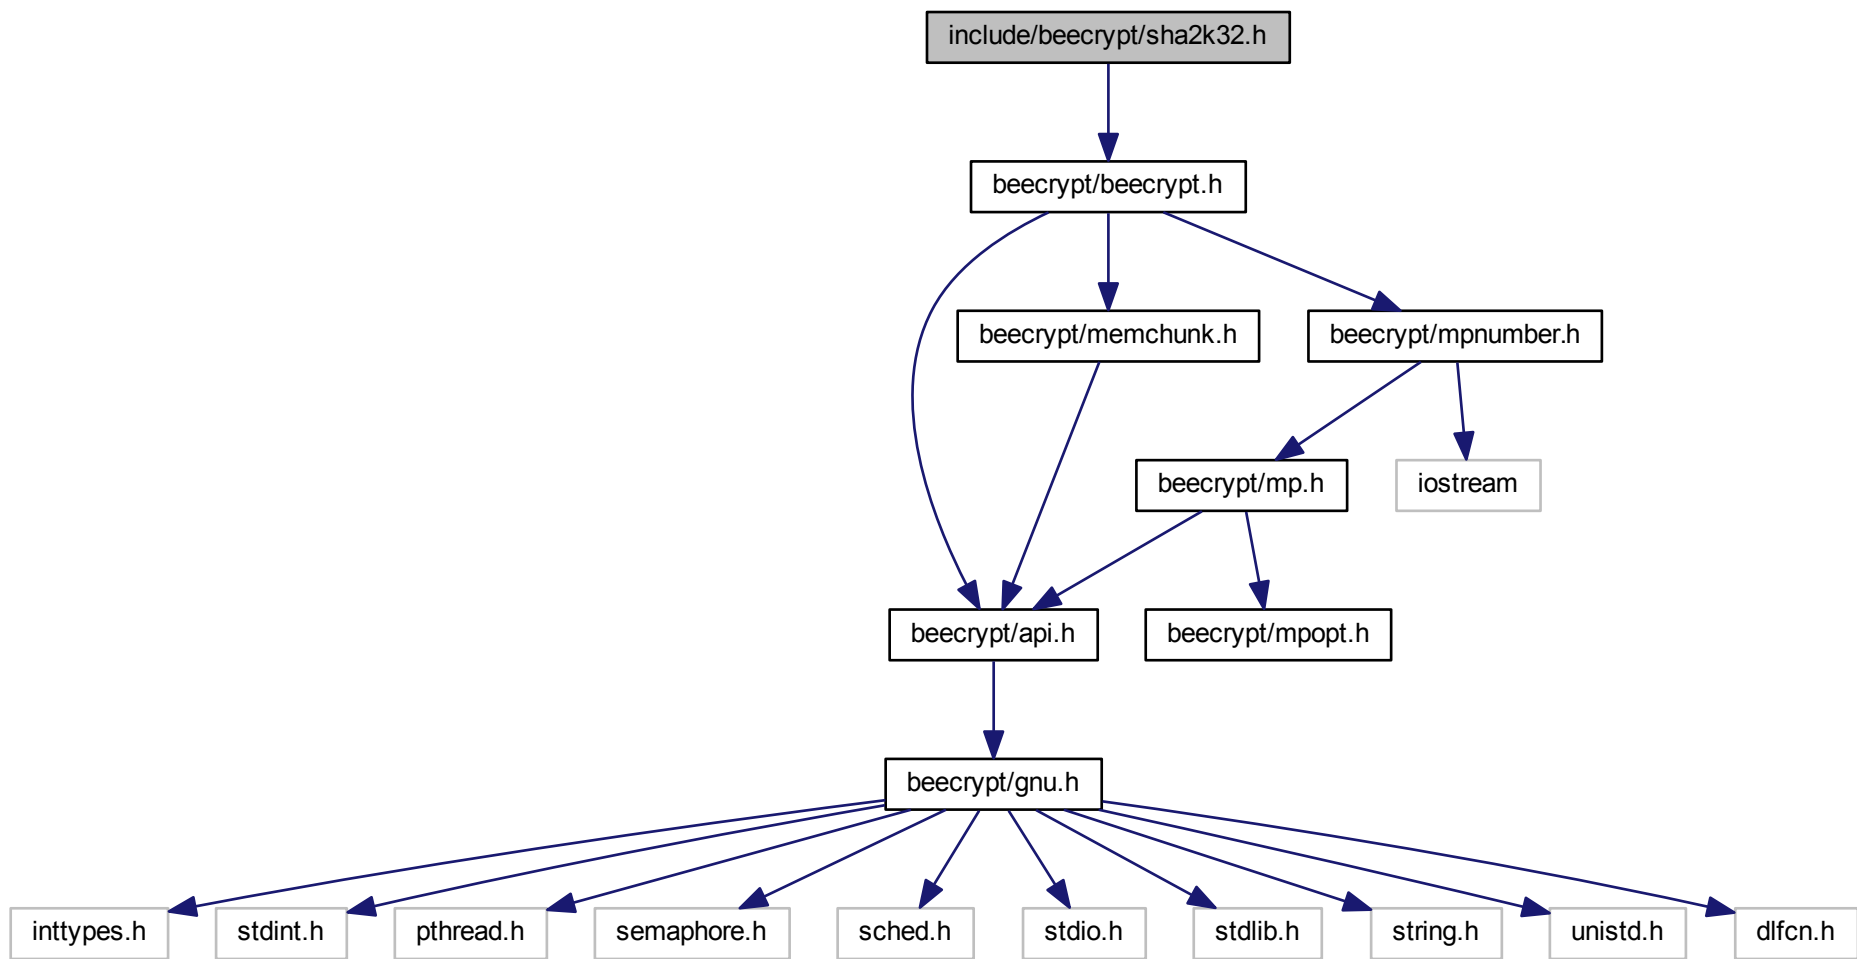 include/beecrypt/sha2k32.h
beecrypt/beecrypt.h
beecrypt/memchunk.h
beecrypt/mpnumber.h
beecrypt/mp.h
iostream
beecrypt/api.h
beecrypt/mpopt.h
beecrypt/gnu.h
inttypes.h
stdint.h
pthread.h
semaphore.h
sched.h
stdio.h
stdlib.h
string.h
unistd.h
dlfcn.h